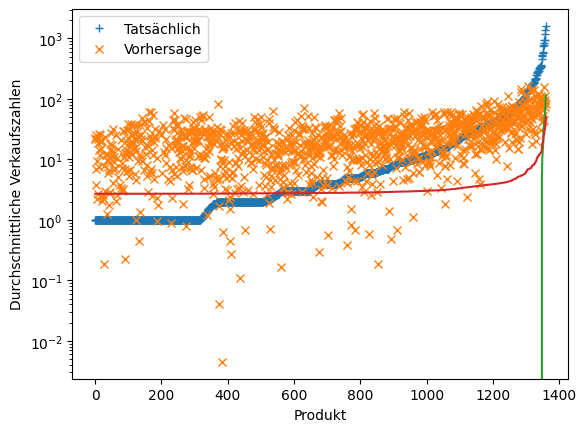 Tatsächlich
Vorhersage
Durchschnittliche Verkaufszahlen
10³
10²
10¹
10⁰
10⁻¹
10⁻²
0 200 400 600 800 1000 1200 1400
Produkt